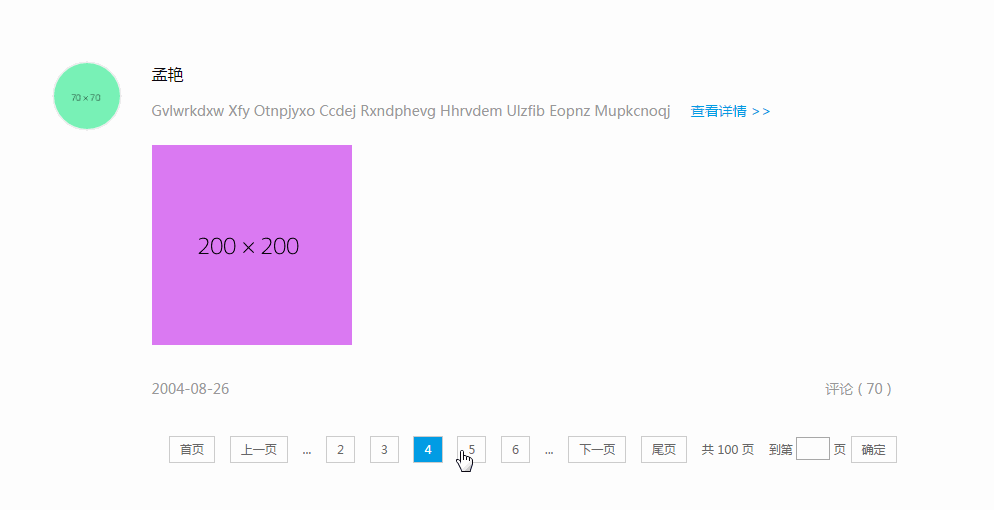 孟艳
70 × 70
Gvlwrkdxw Xfy Otnpjyxo Ccdej Rxndphevg Hhrvdem Ulzfib Eopnz Mupkcnoqj 查看详情 >>
200 × 200
2004-08-26 评论 ( 70 )
首页 上一页 ... 2 3 4 5 6 ... 下一页 尾页 共 100 页 到第 页 确定